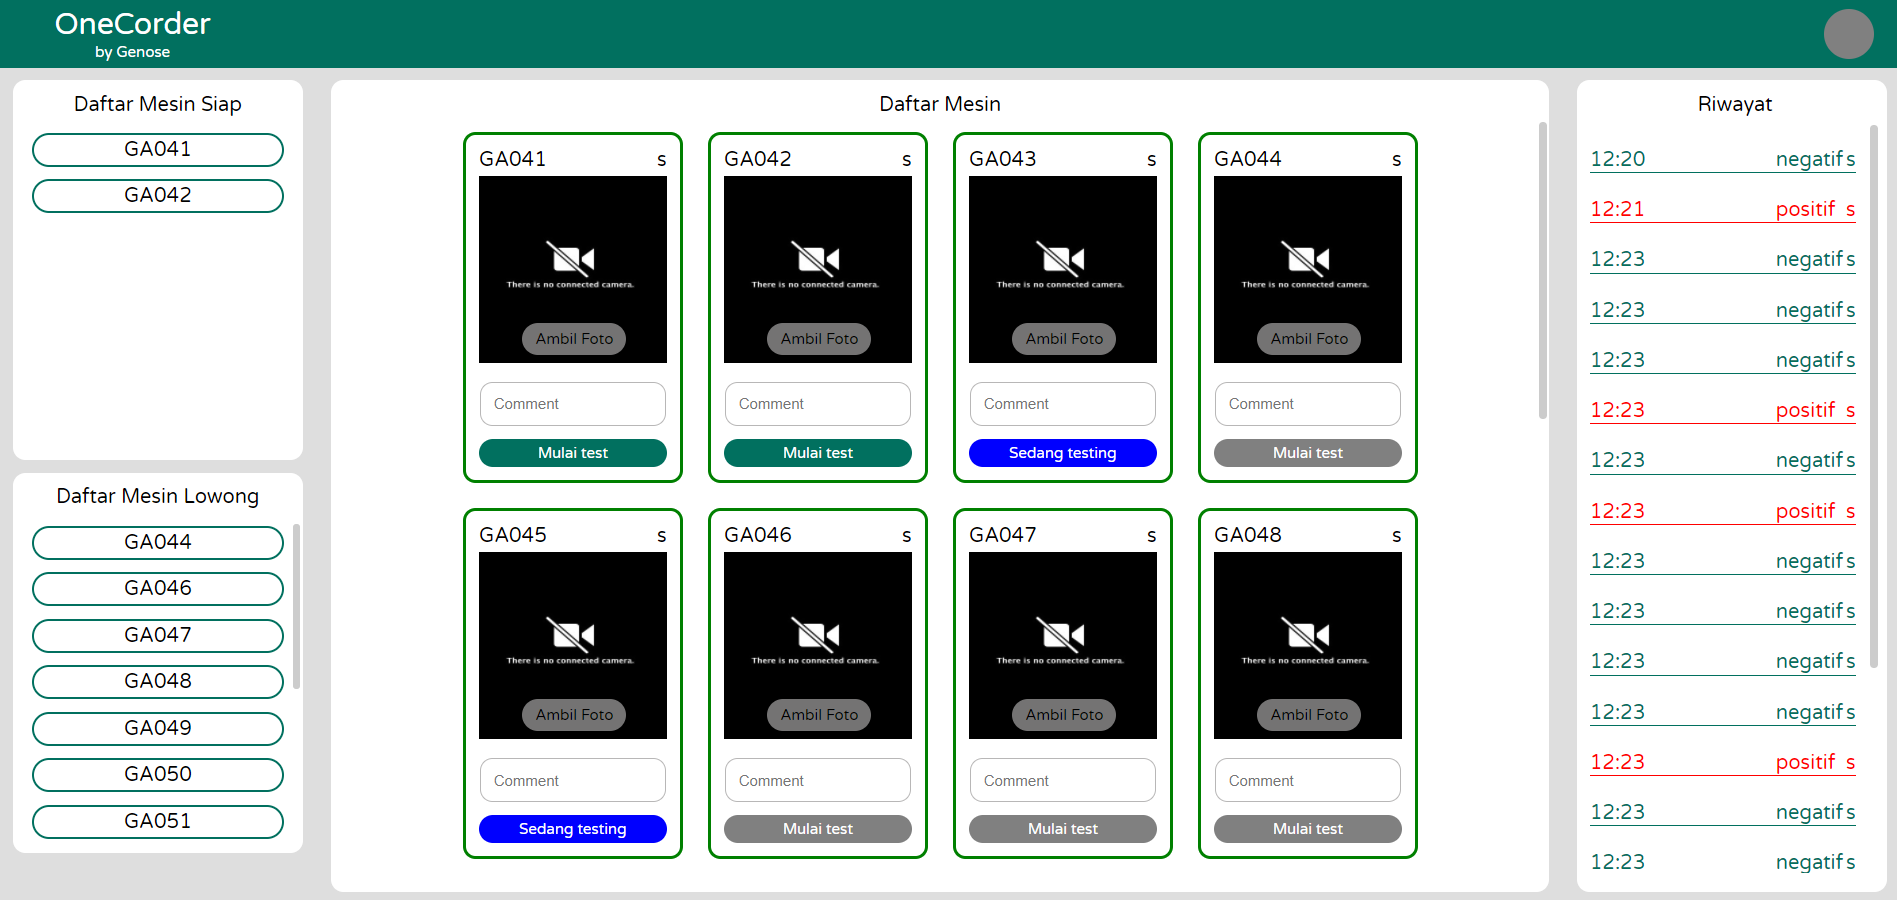 OneCorder
by Genose
Daftar Mesin Siap
GA041
GA042
Daftar Mesin Lowong
GA044
GA046
GA047
GA048
GA049
GA050
GA051
Daftar Mesin
GA041 s
There is no connected camera.
Ambil Foto
Comment
Mulai test
GA042 s
There is no connected camera.
Ambil Foto
Comment
Mulai test
GA043 s
There is no connected camera.
Ambil Foto
Comment
Sedang testing
GA044 s
There is no connected camera.
Ambil Foto
Comment
Mulai test
GA045 s
There is no connected camera.
Ambil Foto
Comment
Sedang testing
GA046 s
There is no connected camera.
Ambil Foto
Comment
Mulai test
GA047 s
There is no connected camera.
Ambil Foto
Comment
Mulai test
GA048 s
There is no connected camera.
Ambil Foto
Comment
Mulai test
Riwayat
12:20 negatif s
12:21 positif s
12:23 negatif s
12:23 negatif s
12:23 negatif s
12:23 positif s
12:23 negatif s
12:23 positif s
12:23 negatif s
12:23 negatif s
12:23 negatif s
12:23 negatif s
12:23 positif s
12:23 negatif s
12:23 negatif s